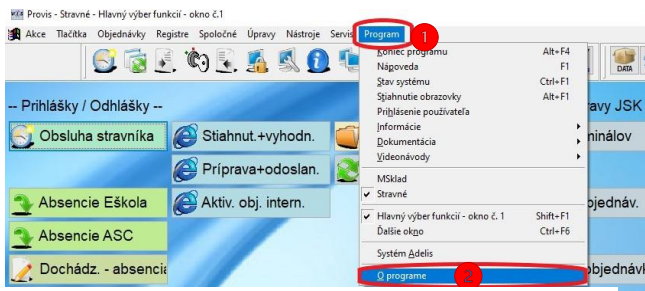 Provis - Stravné - Hlavný výber funkcií - okno č.1
Akce Tlačítka Objednávky Registre Spoločné Úpravy Nástroje Servis Program 1
DATA
Koniec programu Alt+F4
Nápoveda F1
Stav systému Ctrl+F1
Stiahnutie obrazovky Alt+F1
Prihlásenie používateľa
Informácie
Dokumentácia
Videonávody
MSklad
Stravné
Hlavný výber funkcií - okno č. 1 Shift+F1
Ďalšie okno Ctrl+F6
Systém Adelis
O programe 2
-- Prihlášky / Odhlášky --
Obsluha stravníka
Stiahnut.+vyhodn.
Príprava+odoslan.
Absencie Eškola
Aktiv. obj. intern.
Absencie ASC
Dochádz. - absencia
avy JSK
minálov
bjednáv.
objednávk